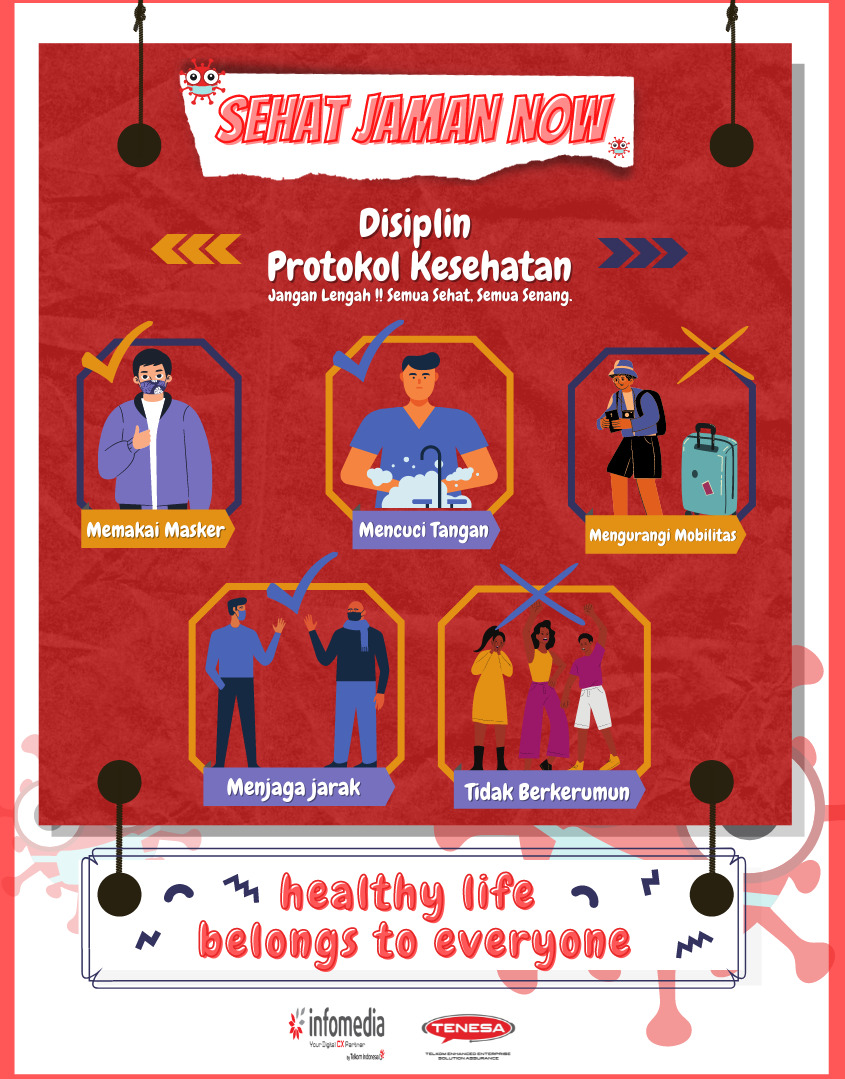 SEHAT JAMAN NOW
Disiplin
Protokol Kesehatan
Jangan Lengah !! Semua Sehat, Semua Senang.
Memakai Masker
Mencuci Tangan
Mengurangi Mobilitas
Menjaga jarak
Tidak Berkerumun
healthy life
belongs to everyone
infomedia
Your Digital CX Partner
by Telkom Indonesia
TENESA
TELKOM ENHANCED ENTERPRISE
SOLUTION ASSURANCE